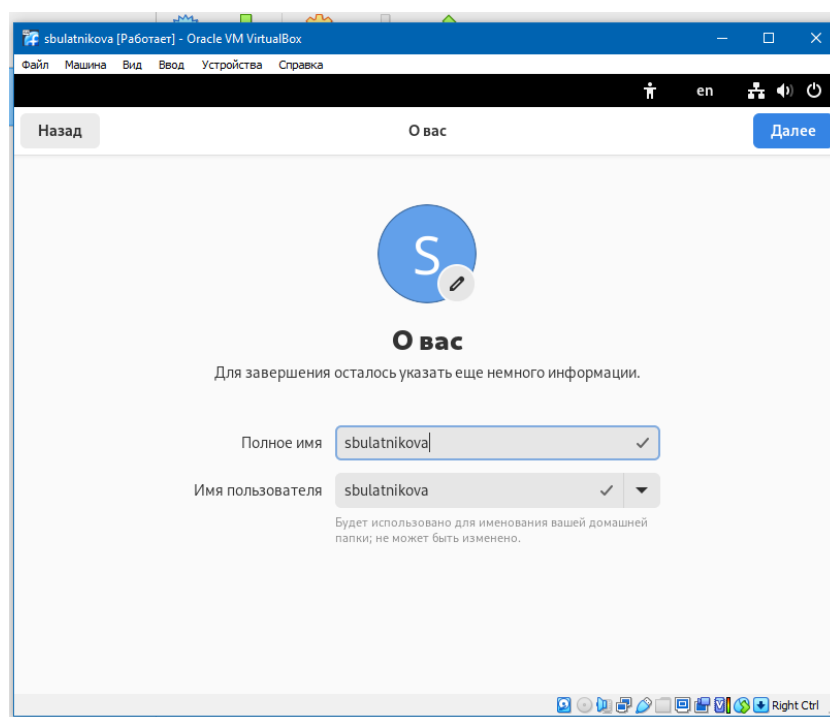 sbulatnikova [Работает] - Oracle VM VirtualBox
Файл Машина Вид Ввод Устройства Справка
en
Назад О вас Далее
S
О вас
Для завершения осталось указать еще немного информации.
Полное имя sbulatnikova
Имя пользователя sbulatnikova
Будет использовано для именования вашей домашней
папки; не может быть изменено.
Right Ctrl